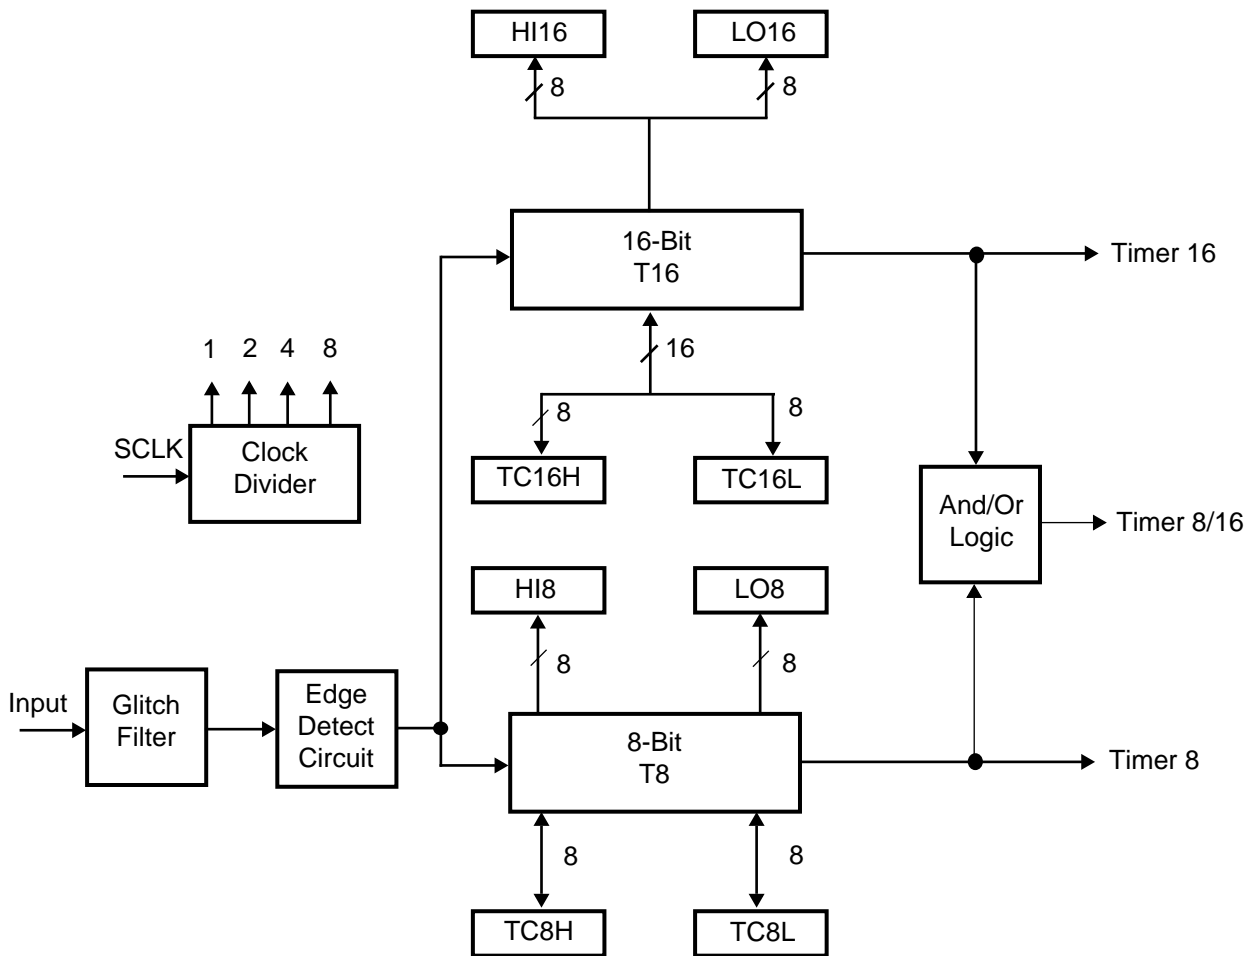 HI16
LO16
8
8
16-Bit
T16
Timer 16
16
1 2 4 8
8
8
SCLK
Clock
Divider
TC16H
TC16L
And/Or
Logic
Timer 8/16
HI8
LO8
8
8
Input
Glitch
Filter
Edge
Detect
Circuit
8-Bit
T8
Timer 8
8
8
TC8H
TC8L